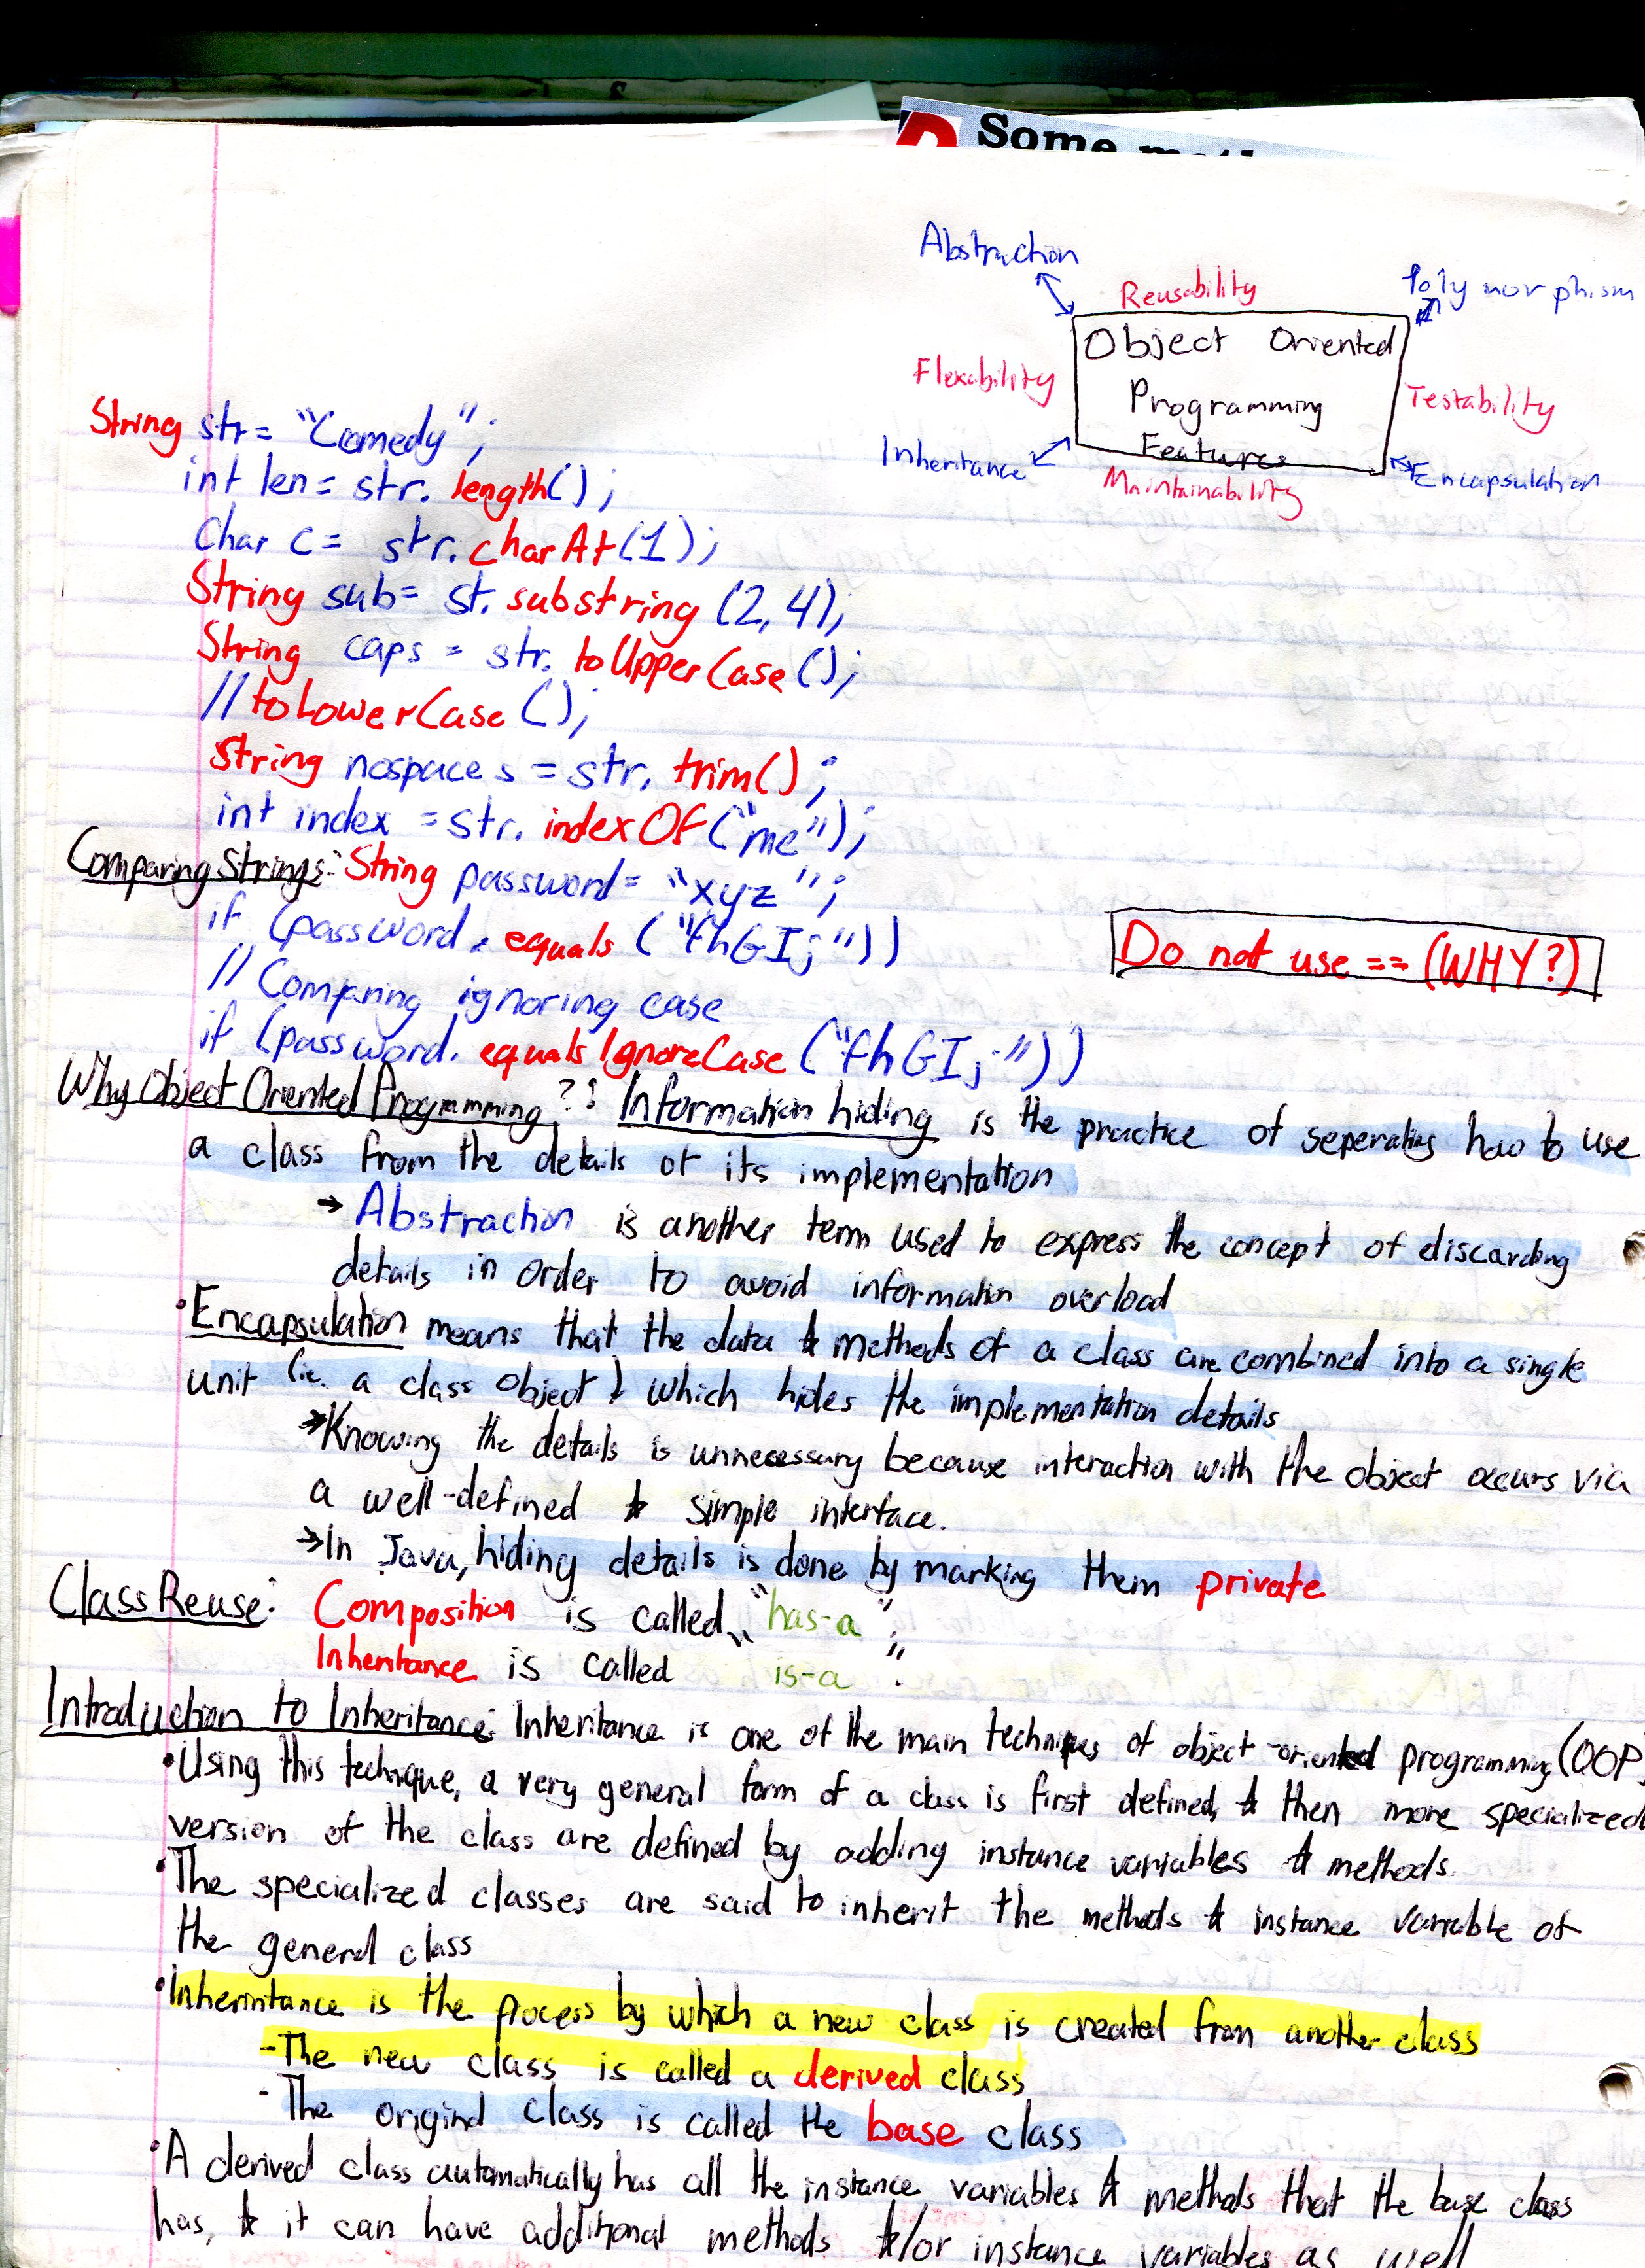 Some
Abstraction
Reusability
Polymorphism
Object Oriented
Flexability
Programming
Testability
Features
Inheritance
Encapsulation
Maintainability
String str = "Comedy";
int len = str.length();
Char c = str.charAt(1);
String sub = st.substring (2,4);
String caps = str.toUpperCase();
//toLowerCase();
String nospaces = str.trim();
int index = str.indexOf("me");
Comparing Strings: String password = "xyz";
if (password.equals ("fhGIj"))
Do not use == (WHY?)
// Comparing ignoring case
if (password.equalsIgnoreCase ("fhGIj"))
Why Object Oriented Programming?? Information hiding is the practice of seperating how to use
a class from the details of its implementation
→ Abstraction is another term used to express the concept of discarding
details in order to avoid information overload
• Encapsulation means that the data & methods of a class are combined into a single
unit (ie. a class object) which hides the implementation details
→ Knowing the details is unnecessary because interaction with the object occurs via
a well-defined & simple interface.
→ In Java, hiding details is done by marking them private
Class Reuse: Composition is called "has-a";
Inheritance is called "is-a".
Introduction to Inheritance: Inheritance is one of the main techniques of object-oriented programming (OOP)
• Using this technique, a very general form of a class is first defined, & then more specialized
version of the class are defined by adding instance variables & methods.
• The specialized classes are said to inherit the methods & instance variable of
the general class
• Inherintance is the process by which a new class is created from another class
- The new class is called a derived class
- The original class is called the base class
• A derived class automatically has all the instance variables & methods that the base class
has, & it can have additional methods &/or instance variables as well